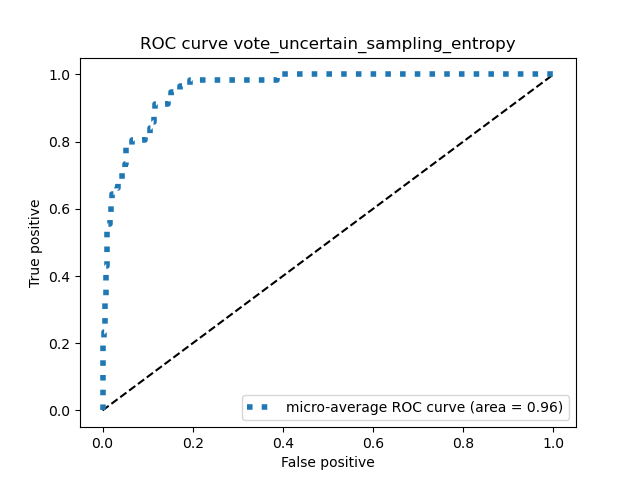 ROC curve vote_uncertain_sampling_entropy
1.0
0.8
0.6
0.4
0.2
0.0
True positive
micro-average ROC curve (area = 0.96)
0.0 0.2 0.4 0.6 0.8 1.0
False positive